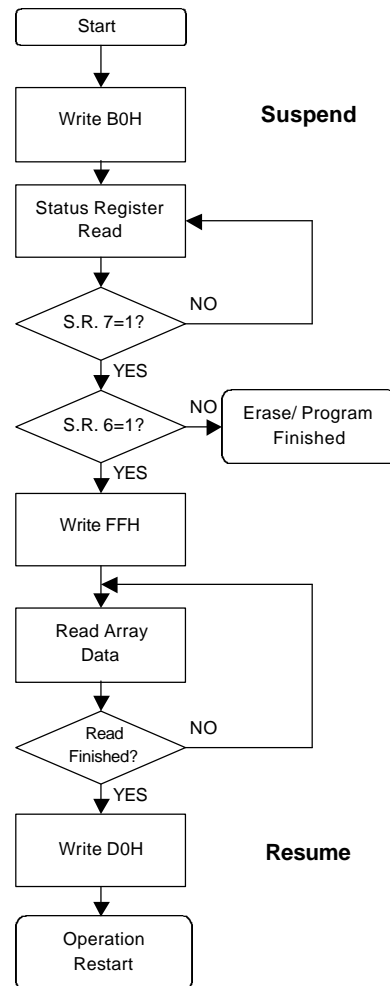 Start
Write B0H
Suspend
Status Register
Read
S.R. 7=1?
NO
YES
S.R. 6=1?
NO
Erase/ Program
Finished
YES
Write FFH
Read Array
Data
Read
Finished?
NO
YES
Write D0H
Resume
Operation
Restart